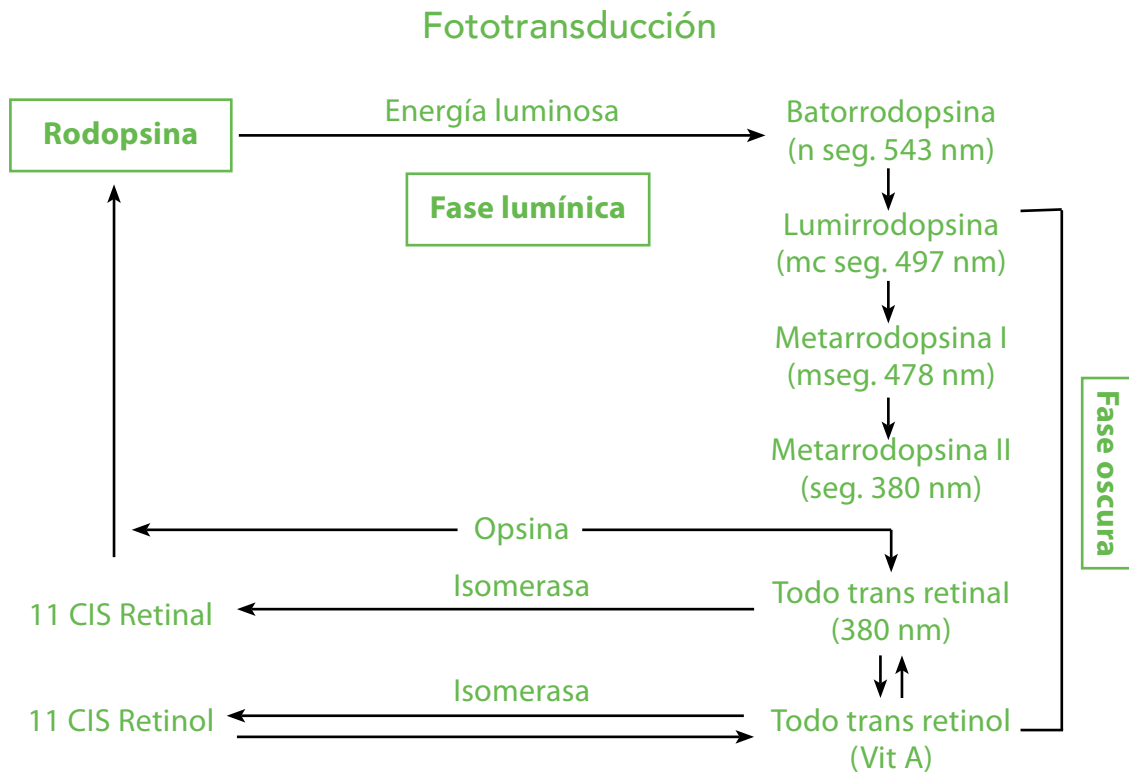 Fototransducción
Rodopsina
Energía luminosa
Batorrodopsina
(n seg. 543 nm)
Fase lumínica
Lumirrodopsina
(mc seg. 497 nm)
Metarrodopsina I
(mseg. 478 nm)
Fase oscura
Metarrodopsina II
(seg. 380 nm)
Opsina
Isomerasa
Todo trans retinal
(380 nm)
11 CIS Retinal
Isomerasa
11 CIS Retinol
Todo trans retinol
(Vit A)